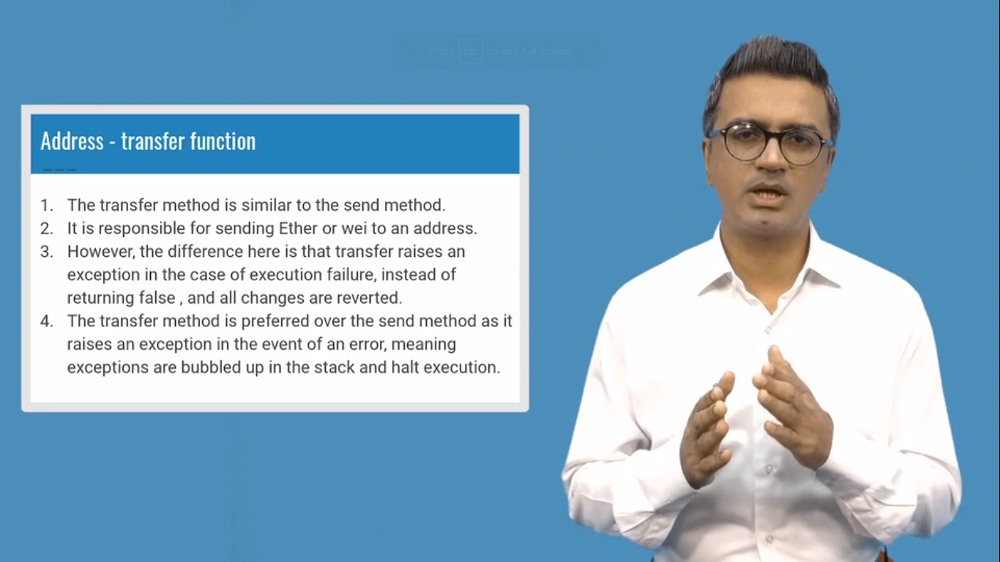 Press Esc to exit full screen
Address - transfer function
1. The transfer method is similar to the send method.
2. It is responsible for sending Ether or wei to an address.
3. However, the difference here is that transfer raises an
exception in the case of execution failure, instead of
returning false , and all changes are reverted.
4. The transfer method is preferred over the send method as it
raises an exception in the event of an error, meaning
exceptions are bubbled up in the stack and halt execution.